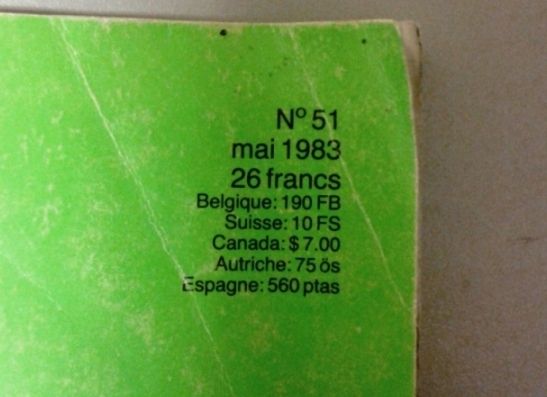 N° 51
mai 1983
26 francs
Belgique: 190 FB
Suisse: 10 FS
Canada: $ 7.00
Autriche: 75 ös
Espagne: 560 ptas